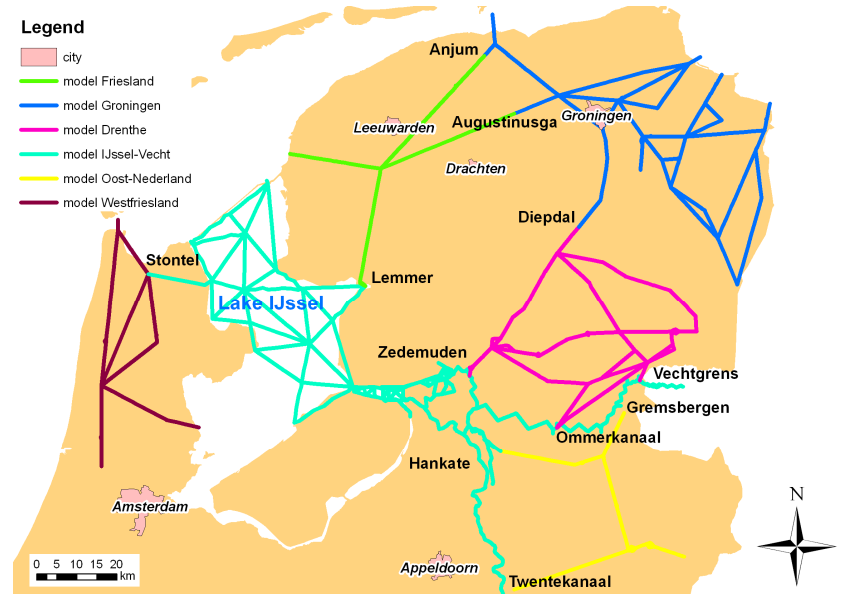 Legend
city
model Friesland
model Groningen
model Drenthe
model IJssel-Vecht
model Oost-Nederland
model Westfriesland
Anjum
Augustinusga
Groningen
Leeuwarden
Drachten
Diepdal
Stontel
Lemmer
Lake IJssel
Zedemuden
Vechtgrens
Gremsbergen
Ommerkanaal
Hankate
Amsterdam
Appeldoorn
Twentekanaal
N
0 5 10 15 20
km